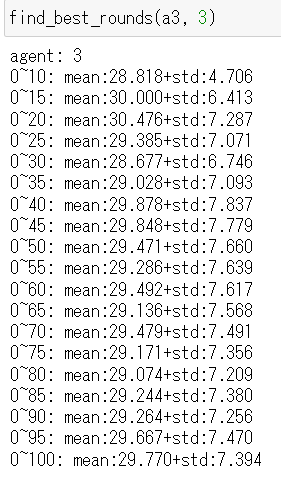 find_best_rounds(a3, 3)
agent: 3
0~10: mean:28.818+std:4.706
0~15: mean:30.000+std:6.413
0~20: mean:30.476+std:7.287
0~25: mean:29.385+std:7.071
0~30: mean:28.677+std:6.746
0~35: mean:29.028+std:7.093
0~40: mean:29.878+std:7.837
0~45: mean:29.848+std:7.779
0~50: mean:29.471+std:7.660
0~55: mean:29.286+std:7.639
0~60: mean:29.492+std:7.617
0~65: mean:29.136+std:7.568
0~70: mean:29.479+std:7.491
0~75: mean:29.171+std:7.356
0~80: mean:29.074+std:7.209
0~85: mean:29.244+std:7.380
0~90: mean:29.264+std:7.256
0~95: mean:29.667+std:7.470
0~100: mean:29.770+std:7.394